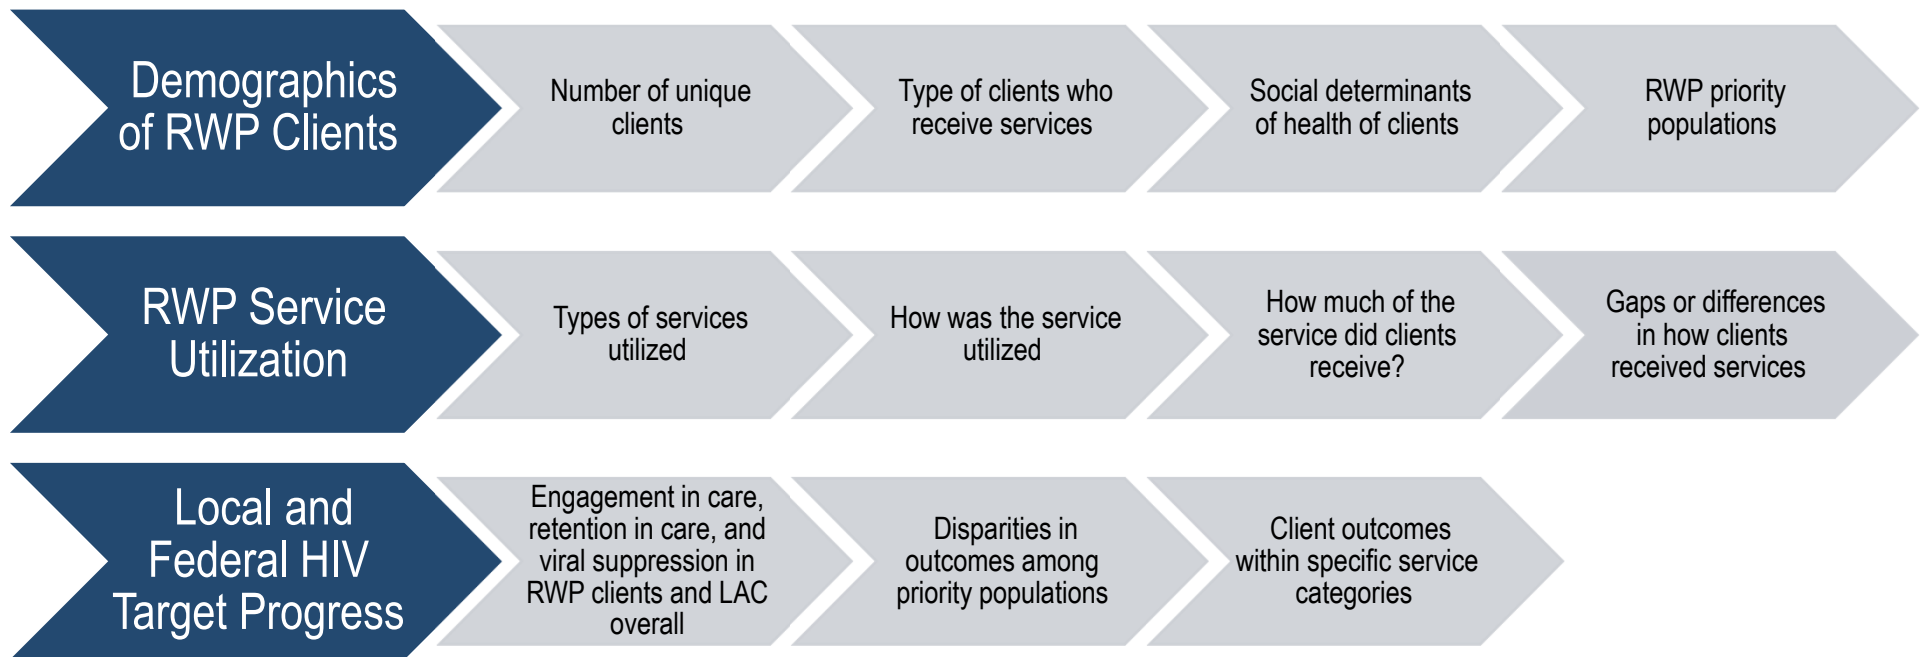 Demographics
of RWP Clients
Number of unique
clients
Type of clients who
receive services
Social determinants
of health of clients
RWP priority
populations
RWP Service
Utilization
Types of services
utilized
How was the service
utilized
How much of the
service did clients
receive?
Gaps or differences
in how clients
received services
Local and
Federal HIV
Target Progress
Engagement in care,
retention in care, and
viral suppression in
RWP clients and LAC
overall
Disparities in
outcomes among
priority populations
Client outcomes
within specific service
categories